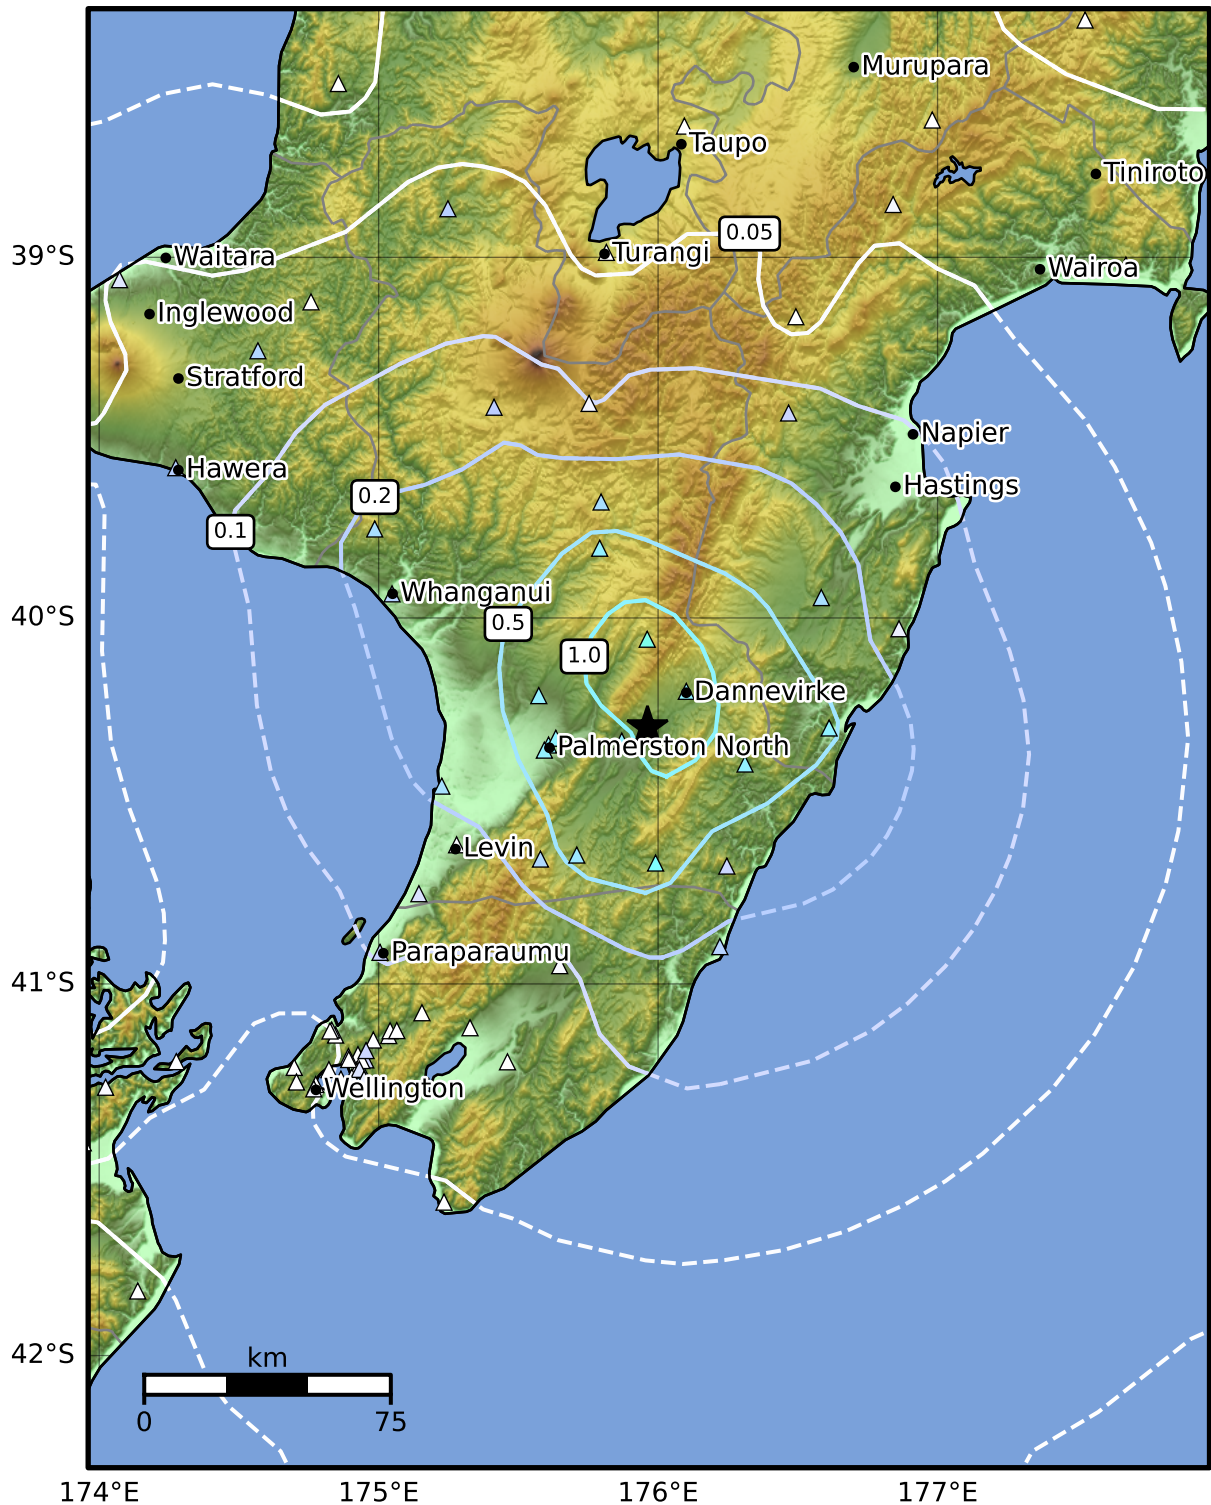 Murupara
Taupo
Tiniroto
0.05
Turangi
39°S
Waitara
Wairoa
Inglewood
Stratford
Napier
Hawera
Hastings
0.2
0.1
Whanganui
40°S
0.5
1.0
Dannevirke
Palmerston North
Levin
Paraparaumu
41°S
Wellington
42°S
km
0 75
174°E 175°E 176°E 177°E